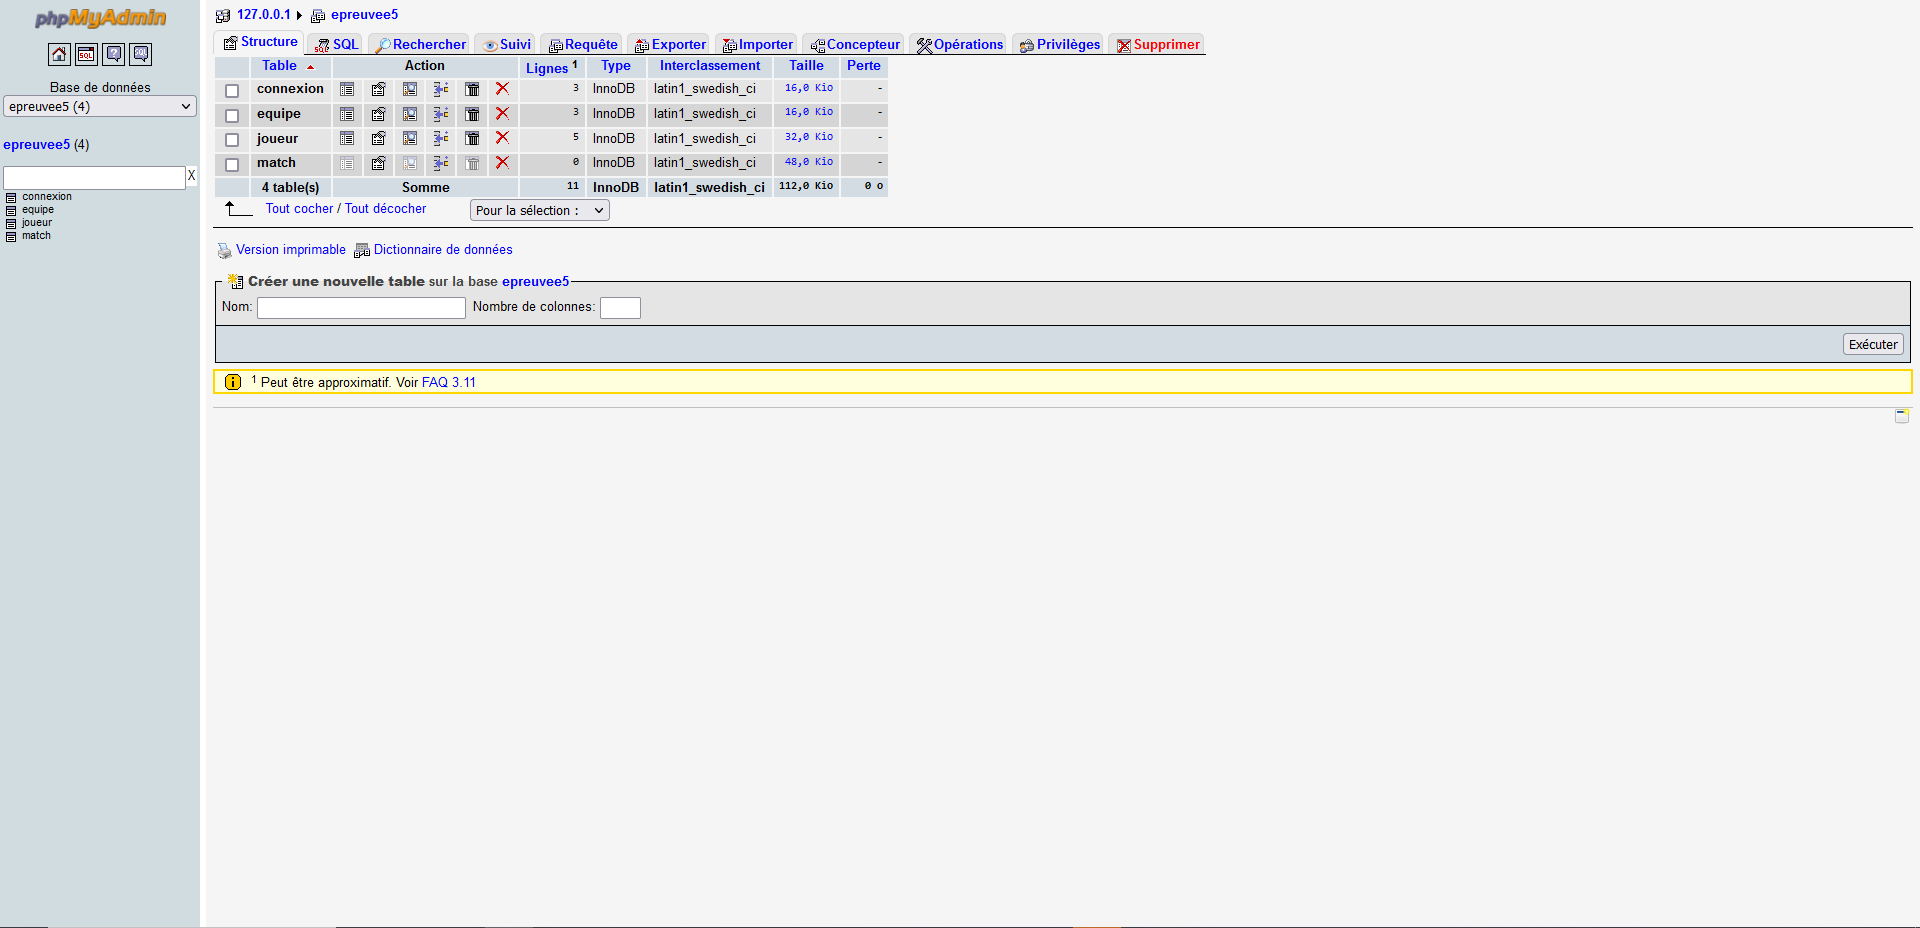 phpMyAdmin
Base de données
epreuvee5 (4)
epreuvee5 (4)
X
connexion
equipe
joueur
match
127.0.0.1 epreuvee5
Structure SQL Rechercher Suivi Requête Exporter Importer Concepteur Opérations Privilèges Supprimer
Table Action Lignes 1 Type Interclassement Taille Perte
connexion 3 InnoDB latin1_swedish_ci 16,0 Kio -
equipe 3 InnoDB latin1_swedish_ci 16,0 Kio -
joueur 5 InnoDB latin1_swedish_ci 32,0 Kio -
match 0 InnoDB latin1_swedish_ci 48,0 Kio -
4 table(s) Somme 11 InnoDB latin1_swedish_ci 112,0 Kio 0 o
Tout cocher / Tout décocher Pour la sélection :
Version imprimable Dictionnaire de données
Créer une nouvelle table sur la base epreuvee5
Nom: Nombre de colonnes:
Exécuter
1 Peut être approximatif. Voir FAQ 3.11